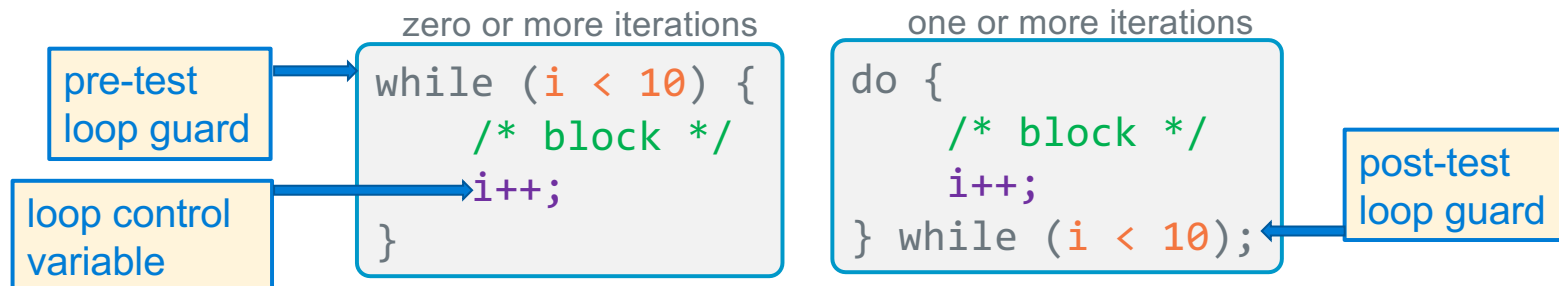 zero or more iterations
pre-test
loop guard
while (i < 10) {
/* block */
i++;
}
loop control
variable
one or more iterations
do {
/* block */
i++;
} while (i < 10);
post-test
loop guard